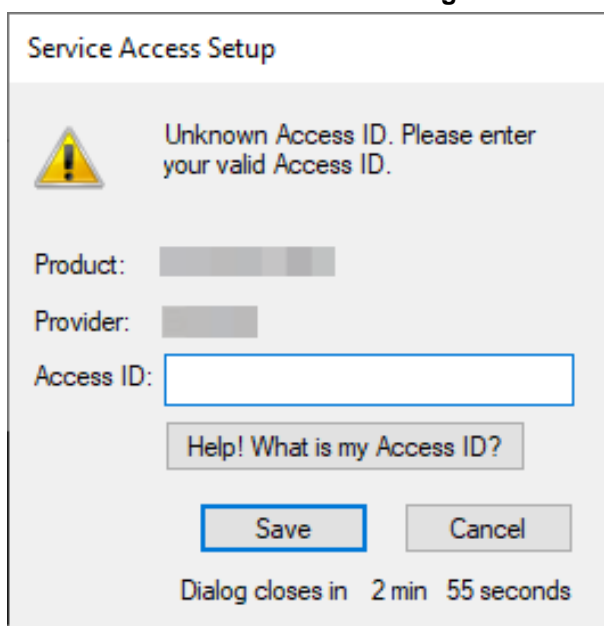 Service Access Setup
Unknown Access ID. Please enter
your valid Access ID.
Product:
Provider:
Access ID:
Help! What is my Access ID?
Save Cancel
Dialog closes in 2 min 55 seconds